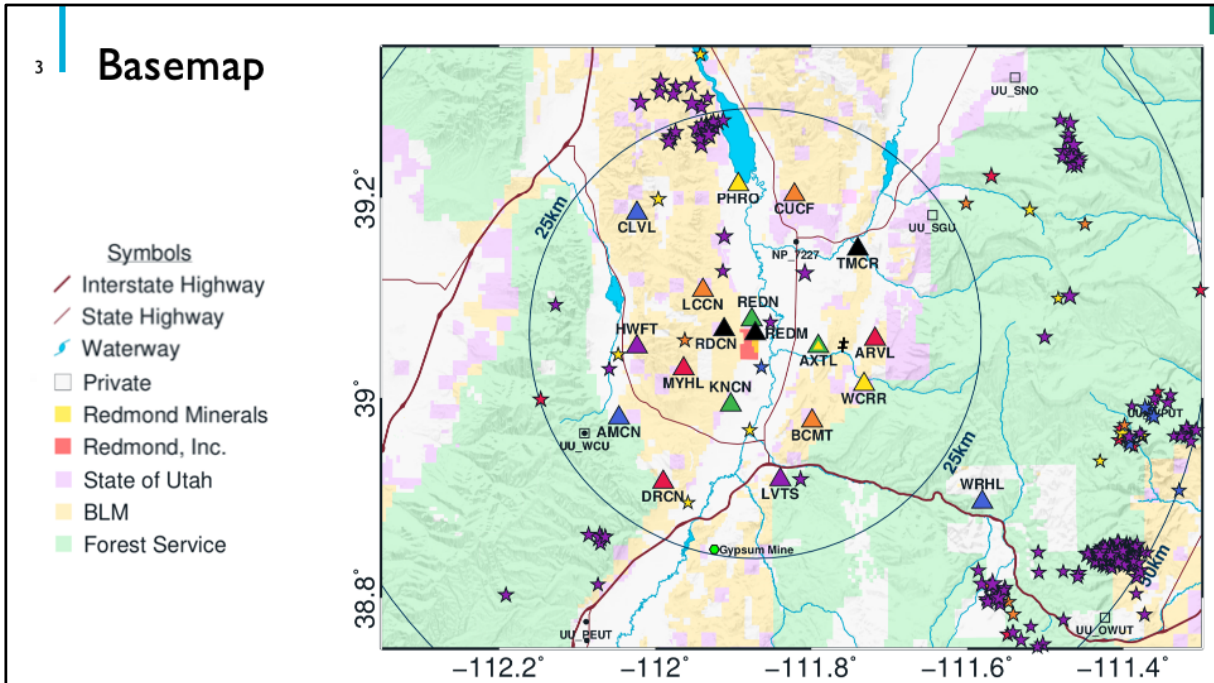 3
Basemap
Symbols
Interstate Highway
State Highway
Waterway
Private
Redmond Minerals
Redmond, Inc.
State of Utah
BLM
Forest Service
39.2˚
39˚
38.8˚
−111.2˚
−112˚
−111.8˚
−111.6˚
−111.4˚
25km
25km
50km
UU_SNO
PHRO
CUCF
CLVL
UU_SGU
NP_7227
TMCR
LCCN
REDN
HWFT
RDCN
REDM
AXTL
ARVL
MYHL
KNCN
WCRR
AMCN
UU_WCU
BCMT
DRCN
LVTS
WRHL
Gypsum Mine
UU_PEUT
UU_OWUT